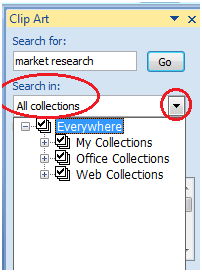 Clip Art
Search for:
market research
Go
Search in:
All collections
Everywhere
My Collections
Office Collections
Web Collections